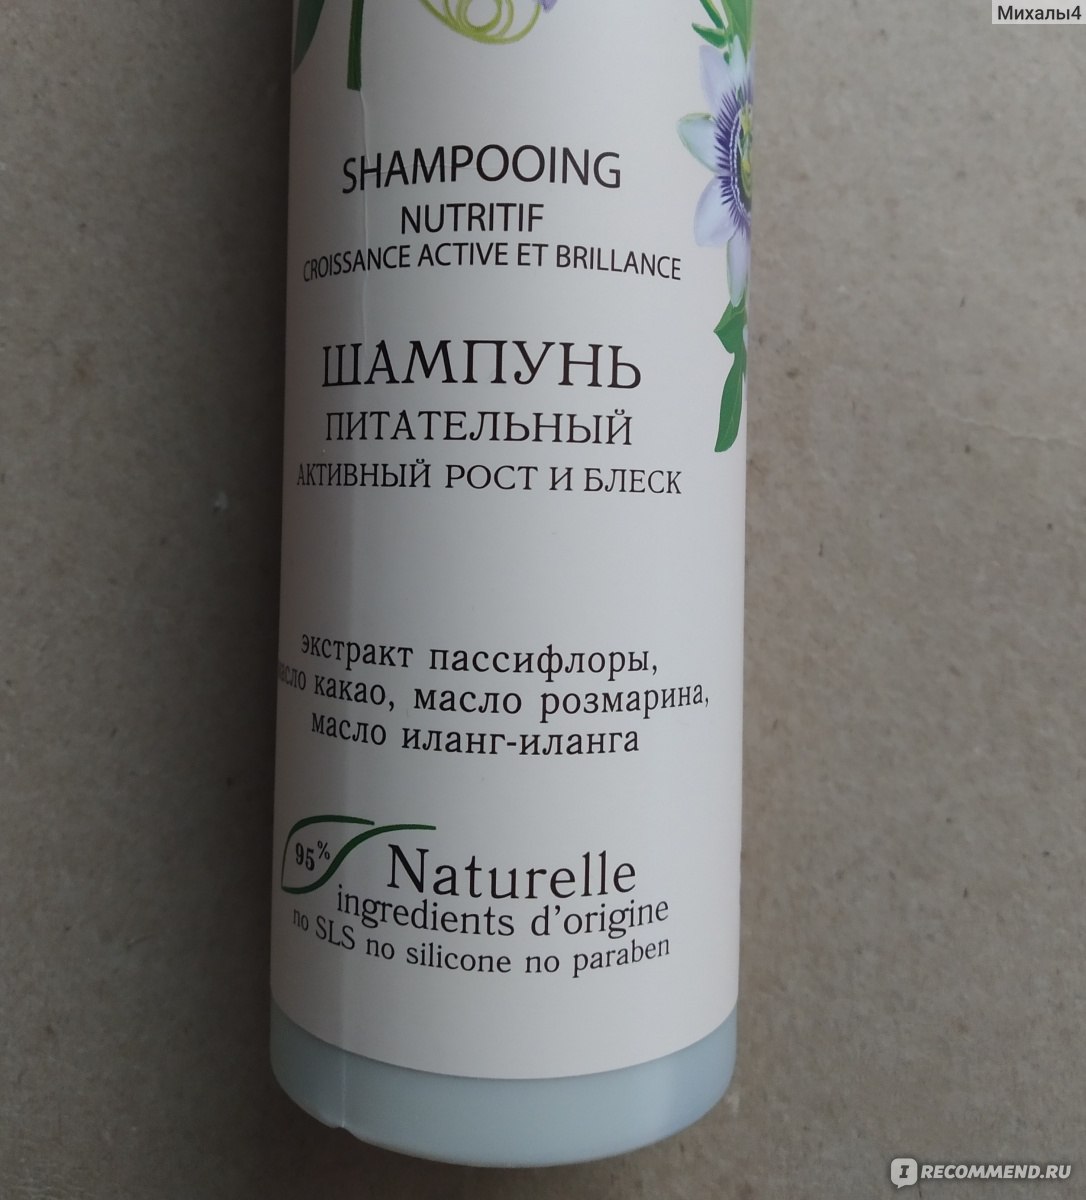 Михалы4
SHAMPOOING
NUTRITIF
CROISSANCE ACTIVE ET BRILLANCE
ШАМПУНЬ
ПИТАТЕЛЬНЫЙ
АКТИВНЫЙ РОСТ И БЛЕСК
экстракт пассифлоры,
масло какао, масло розмарина,
масло иланг-иланга
95%
Naturelle
ingredients d'origine
no SLS no silicone no paraben
I RECOMMEND.RU